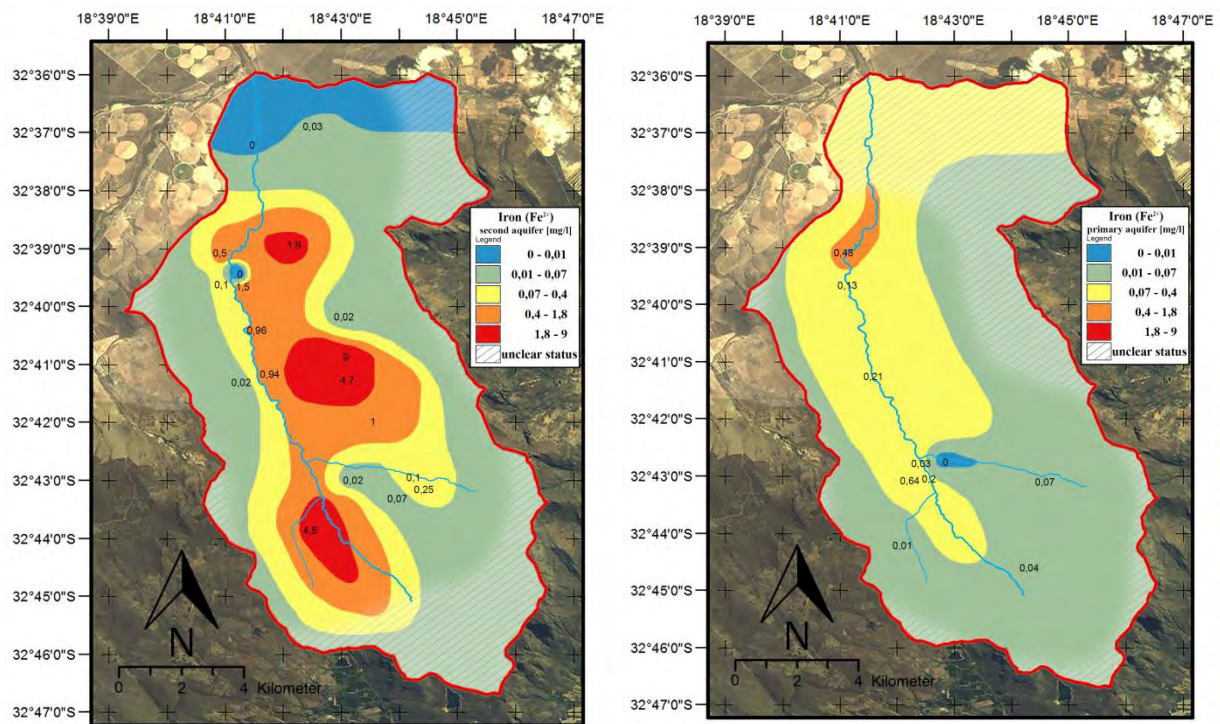 18°39'0"E 18°41'0"E 18°43'0"E 18°45'0"E 18°47'0"E
32°36'0"S
32°37'0"S
32°38'0"S
32°39'0"S
32°40'0"S
32°41'0"S
32°42'0"S
32°43'0"S
32°44'0"S
32°45'0"S
32°46'0"S
32°47'0"S
0,03
0
1,9
0,5
0
0,1
1,5
0,02
0,96
9
0,94
4,7
0,02
1
0,1
0,02
0,25
0,07
4,8
Iron (Fe²⁺)
second aquifer [mg/l]
Legend
0 - 0,01
0,01 - 0,07
0,07 - 0,4
0,4 - 1,8
1,8 - 9
unclear status
N
0 2 4 Kilometer
18°39'0"E 18°41'0"E 18°43'0"E 18°45'0"E 18°47'0"E
32°36'0"S
32°37'0"S
32°38'0"S
32°39'0"S
32°40'0"S
32°41'0"S
32°42'0"S
32°43'0"S
32°44'0"S
32°45'0"S
32°46'0"S
32°47'0"S
0,48
0,13
0,21
0,03
0
0,64
0,2
0,07
0,01
0,04
Iron (Fe²⁺)
primary aquifer [mg/l]
Legend
0 - 0,01
0,01 - 0,07
0,07 - 0,4
0,4 - 1,8
1,8 - 9
unclear status
N
0 2 4 Kilometer